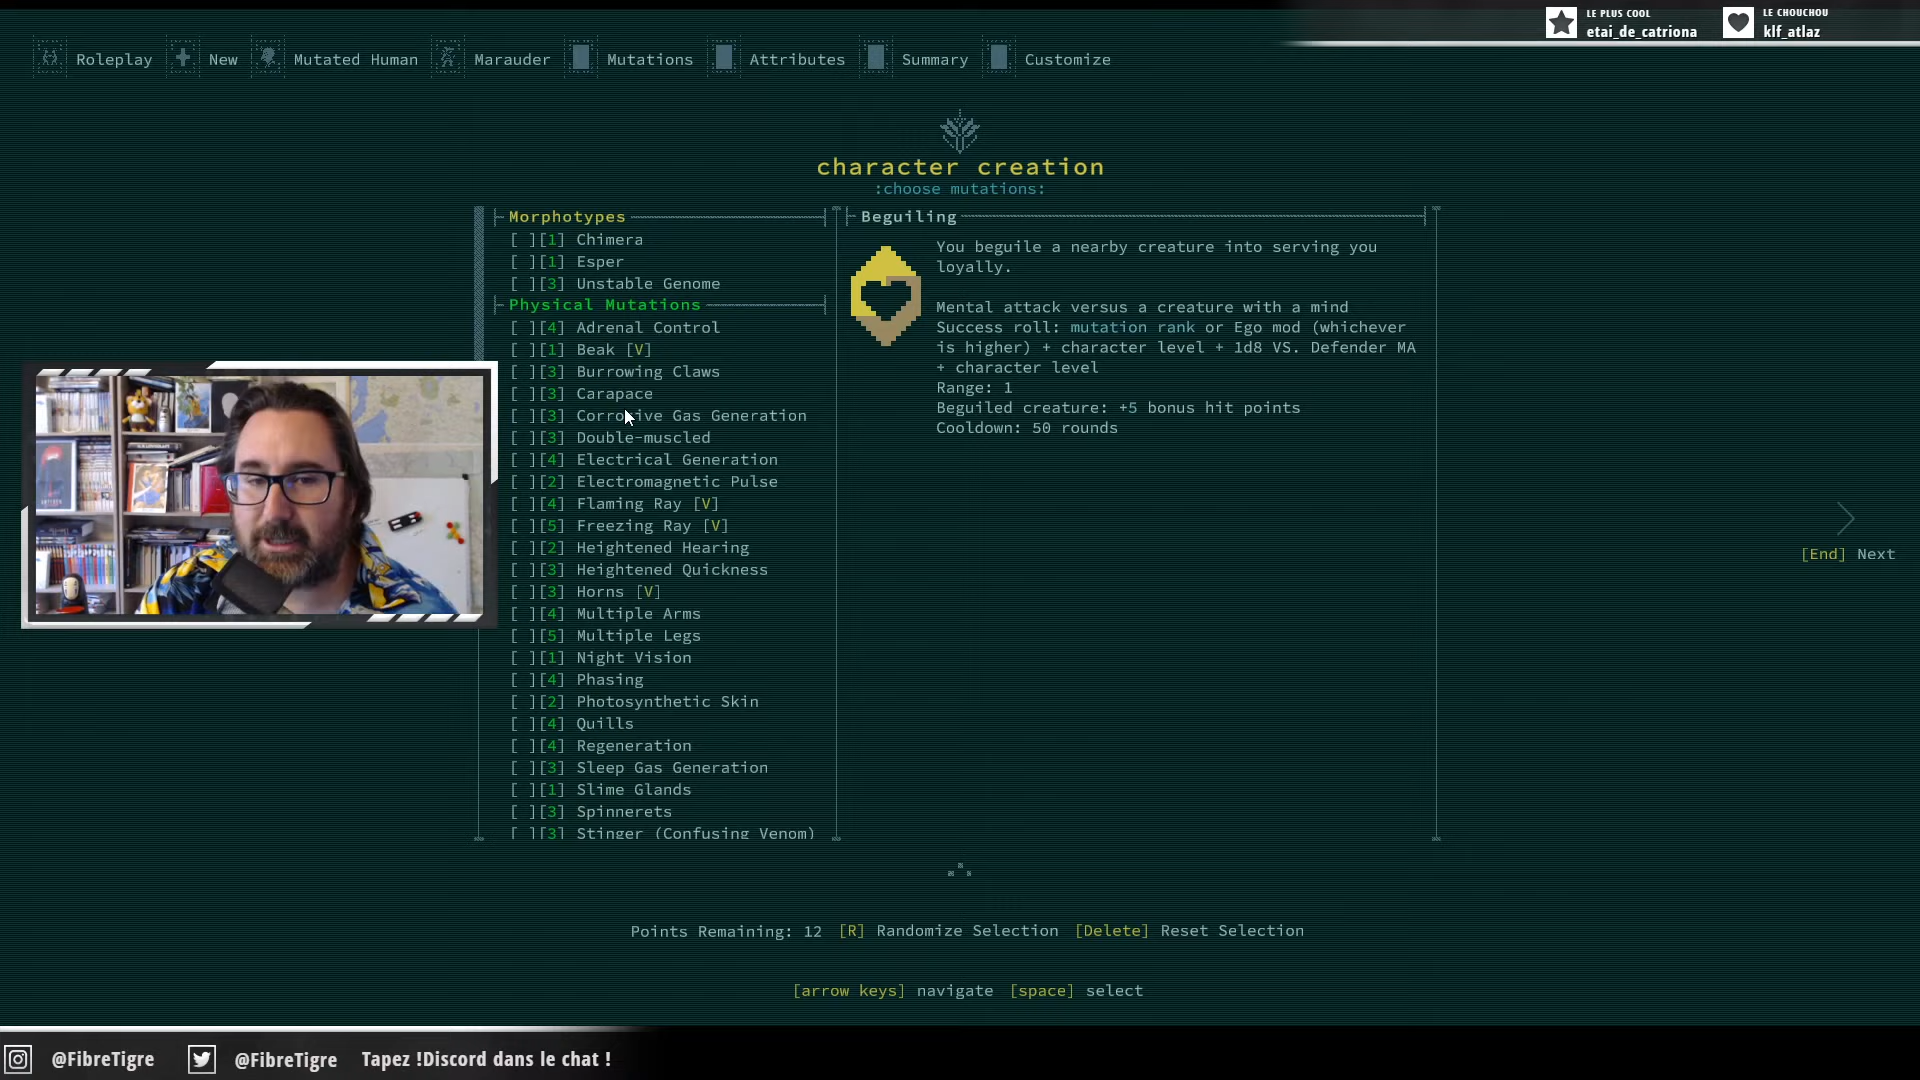 LE PLUS COOL
etai_de_catriona
LE CHOUCHOU
klf_atlaz
Roleplay
New
Mutated Human
Marauder
Mutations
Attributes
Summary
Customize
character creation
:choose mutations:
Morphotypes
[ ][1] Chimera
[ ][1] Esper
[ ][3] Unstable Genome
Physical Mutations
[ ][4] Adrenal Control
[ ][1] Beak [V]
[ ][3] Burrowing Claws
[ ][3] Carapace
[ ][3] Corrosive Gas Generation
[ ][3] Double-muscled
[ ][4] Electrical Generation
[ ][2] Electromagnetic Pulse
[ ][4] Flaming Ray [V]
[ ][5] Freezing Ray [V]
[ ][2] Heightened Hearing
[ ][3] Heightened Quickness
[ ][3] Horns [V]
[ ][4] Multiple Arms
[ ][5] Multiple Legs
[ ][1] Night Vision
[ ][4] Phasing
[ ][2] Photosynthetic Skin
[ ][4] Quills
[ ][4] Regeneration
[ ][3] Sleep Gas Generation
[ ][1] Slime Glands
[ ][3] Spinnerets
[ ][3] Stinger (Confusing Venom)
Beguiling
You beguile a nearby creature into serving you
loyally.
Mental attack versus a creature with a mind
Success roll: mutation rank or Ego mod (whichever
is higher) + character level + 1d8 VS. Defender MA
+ character level
Range: 1
Beguiled creature: +5 bonus hit points
Cooldown: 50 rounds
[End] Next
Points Remaining: 12 [R] Randomize Selection [Delete] Reset Selection
[arrow keys] navigate [space] select
@FibreTigre
@FibreTigre
Tapez !Discord dans le chat !